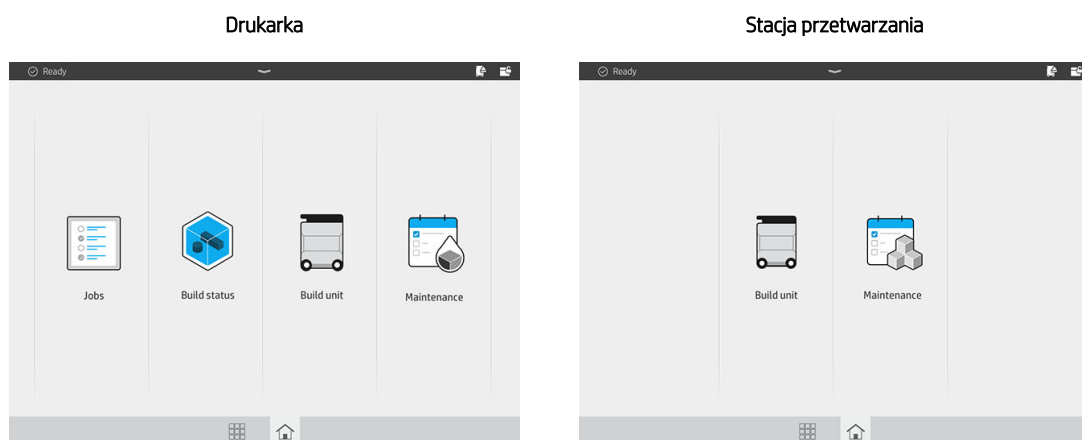 Drukarka
Stacja przetwarzania
Ready
Ready
Jobs
Build status
Build unit
Maintenance
Build unit
Maintenance